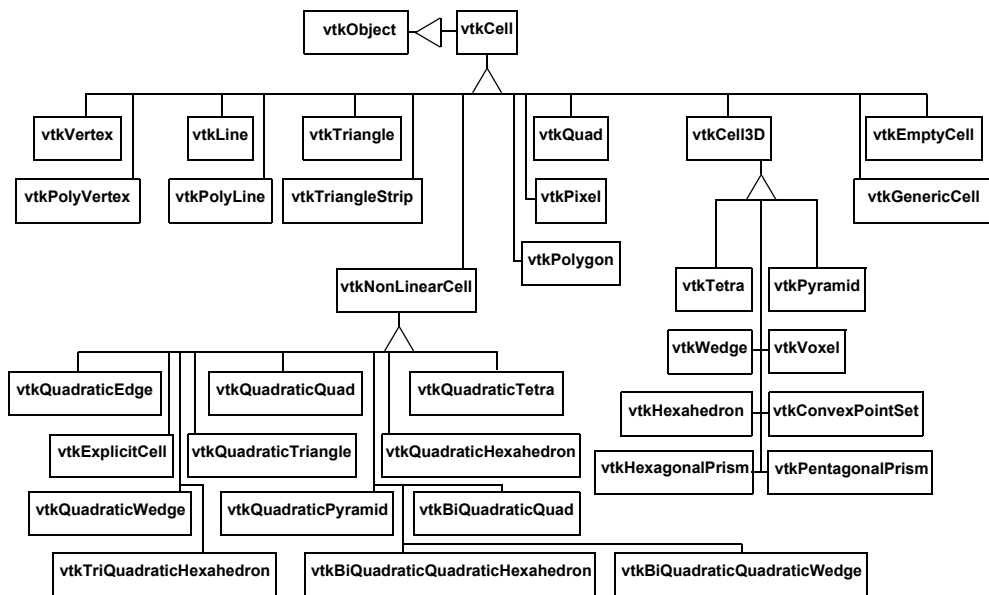 vtkObject
vtkCell
vtkVertex
vtkLine
vtkTriangle
vtkQuad
vtkCell3D
vtkEmptyCell
vtkPolyVertex
vtkPolyLine
vtkTriangleStrip
vtkPixel
vtkGenericCell
vtkPolygon
vtkNonLinearCell
vtkTetra
vtkPyramid
vtkWedge
vtkVoxel
vtkQuadraticEdge
vtkQuadraticQuad
vtkQuadraticTetra
vtkHexahedron
vtkConvexPointSet
vtkExplicitCell
vtkQuadraticTriangle
vtkQuadraticHexahedron
vtkHexagonalPrism
vtkPentagonalPrism
vtkQuadraticWedge
vtkQuadraticPyramid
vtkBiQuadraticQuad
vtkTriQuadraticHexahedron
vtkBiQuadraticQuadraticHexahedron
vtkBiQuadraticQuadraticWedge